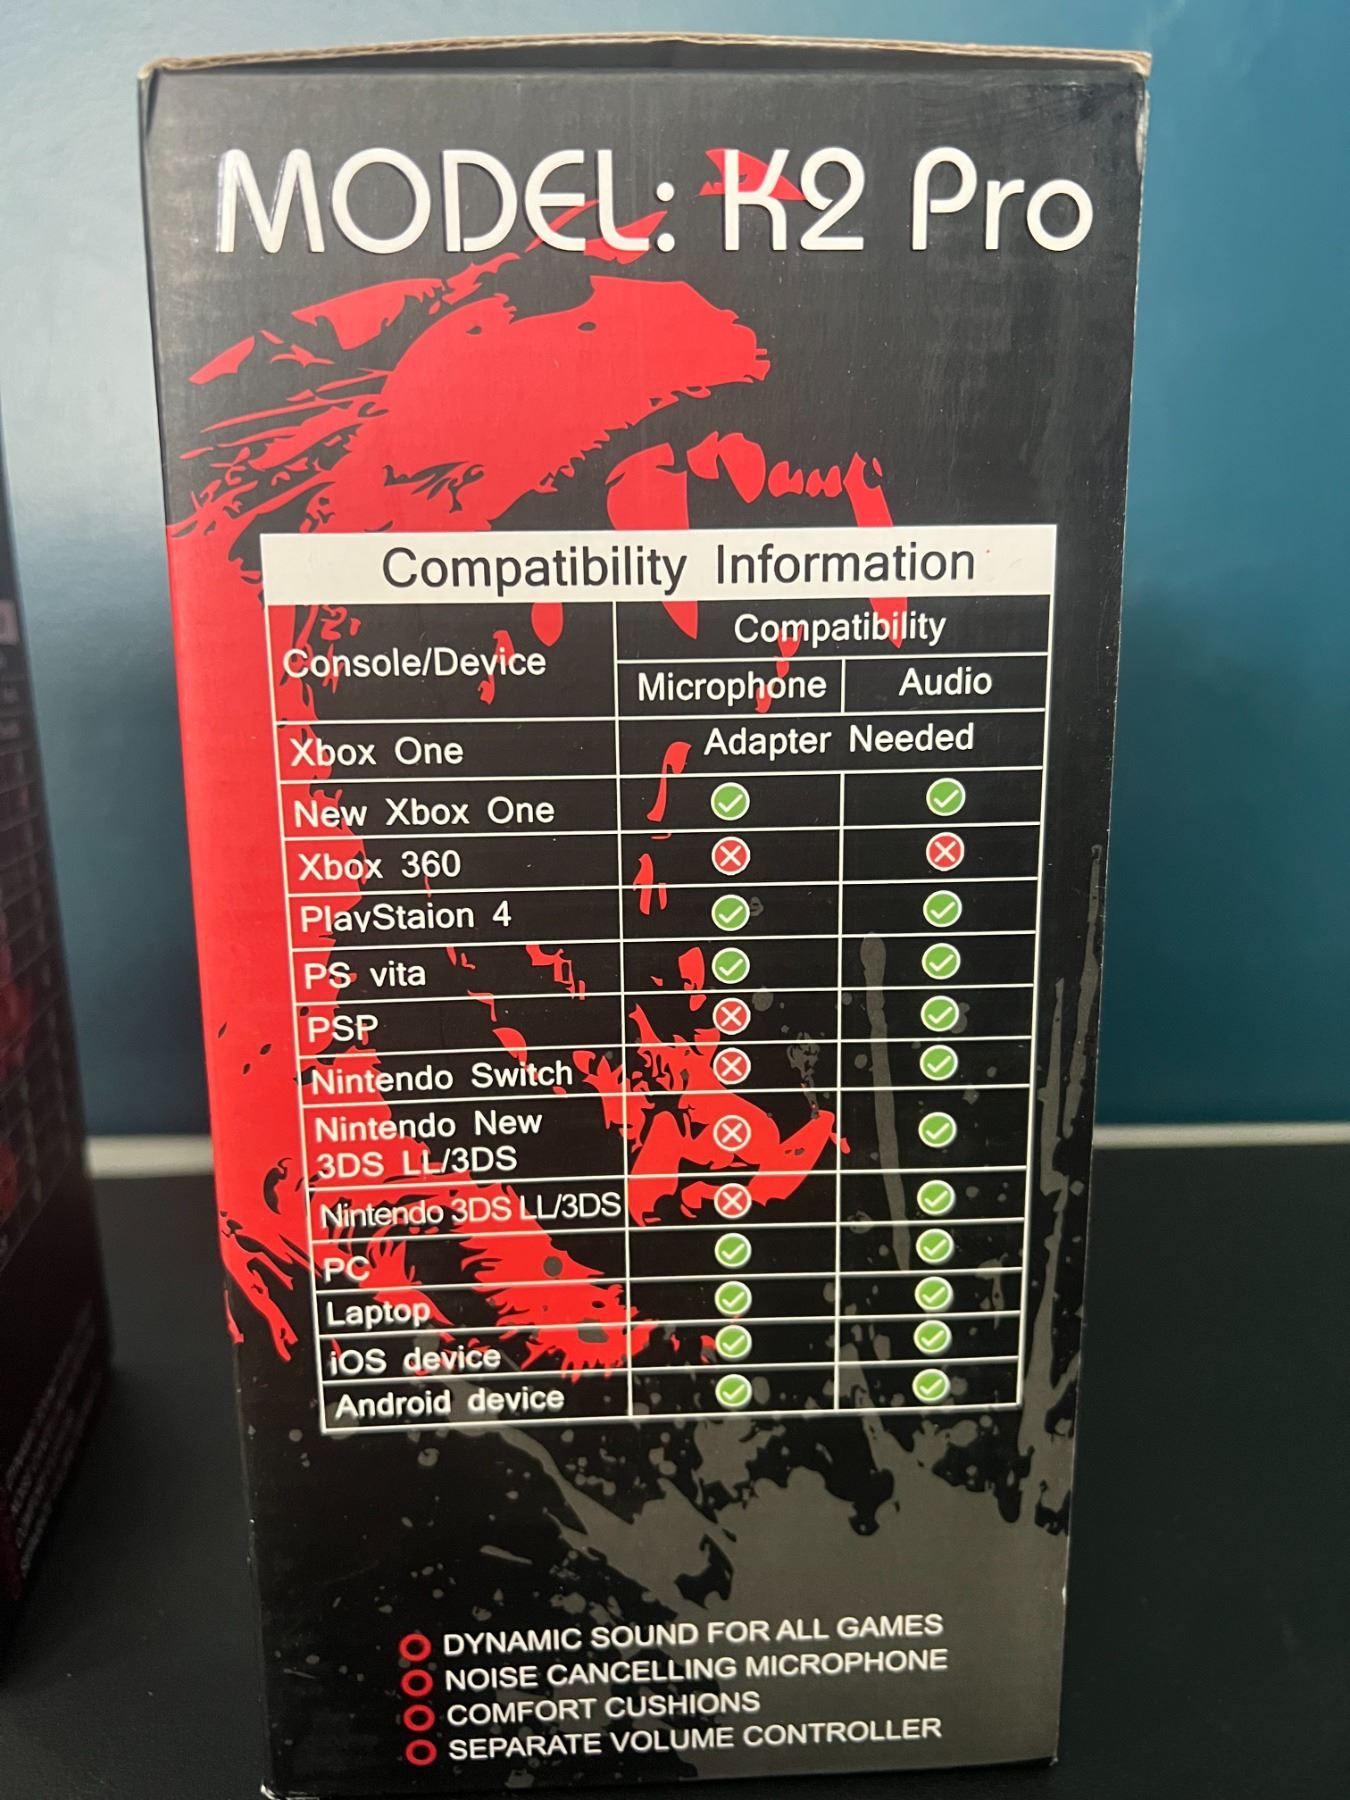 MODEL: K2 Pro
Compatibility Information
Console/Device
Compatibility
Microphone Audio
Xbox One Adapter Needed
New Xbox One
Xbox 360
PlayStaion 4
PS vita
PSP
Nintendo Switch
Nintendo New
3DS LL/3DS
Nintendo 3DS LL/3DS
PC
Laptop
iOS device
Android device
DYNAMIC SOUND FOR ALL GAMES
NOISE CANCELLING MICROPHONE
COMFORT CUSHIONS
SEPARATE VOLUME CONTROLLER